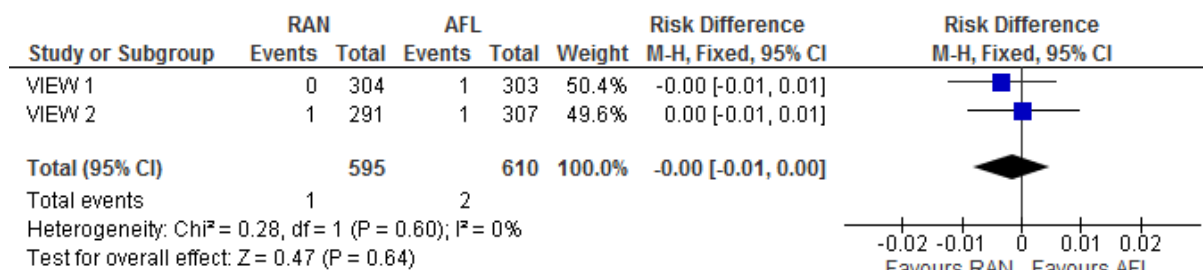 RAN AFL Risk Difference Risk Difference
Study or Subgroup Events Total Events Total Weight M-H, Fixed, 95% CI M-H, Fixed, 95% CI
VIEW 1 0 304 1 303 50.4% -0.00 [-0.01, 0.01]
VIEW 2 1 291 1 307 49.6% 0.00 [-0.01, 0.01]
Total (95% CI) 595 610 100.0% -0.00 [-0.01, 0.00]
Total events 1 2
Heterogeneity: Chi² = 0.28, df = 1 (P = 0.60); I² = 0%
Test for overall effect: Z = 0.47 (P = 0.64)
-0.02 -0.01 0 0.01 0.02
Favours RAN Favours AFL